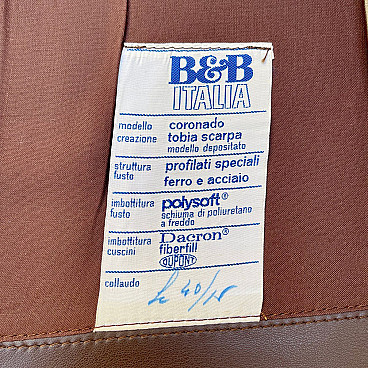 B&B
ITALIA
modello coronado
creazione tobia scarpa
modello depositato
struttura profilati speciali
fusto ferro e acciaio
imbottitura polysoft®
fusto schiuma di poliuretano
a freddo
imbottitura Dacron®
cuscini fiberfill
DUPONT
collaudo